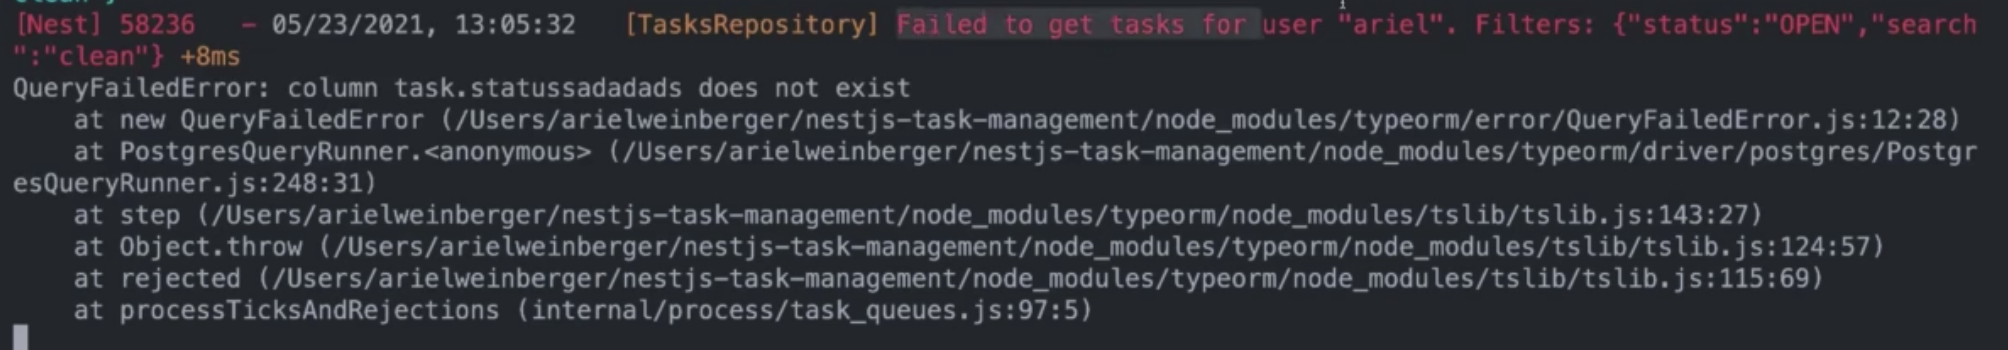 [Nest] 58236   - 05/23/2021, 13:05:32   [TasksRepository] Failed to get tasks for user "ariel". Filters: {"status":"OPEN","search
":"clean"} +8ms
QueryFailedError: column task.statussadadads does not exist
    at new QueryFailedError (/Users/arielweinberger/nestjs-task-management/node_modules/typeorm/error/QueryFailedError.js:12:28)
    at PostgresQueryRunner.<anonymous> (/Users/arielweinberger/nestjs-task-management/node_modules/typeorm/driver/postgres/Postgr
esQueryRunner.js:248:31)
    at step (/Users/arielweinberger/nestjs-task-management/node_modules/typeorm/node_modules/tslib/tslib.js:143:27)
    at Object.throw (/Users/arielweinberger/nestjs-task-management/node_modules/typeorm/node_modules/tslib/tslib.js:124:57)
    at rejected (/Users/arielweinberger/nestjs-task-management/node_modules/typeorm/node_modules/tslib/tslib.js:115:69)
    at processTicksAndRejections (internal/process/task_queues.js:97:5)